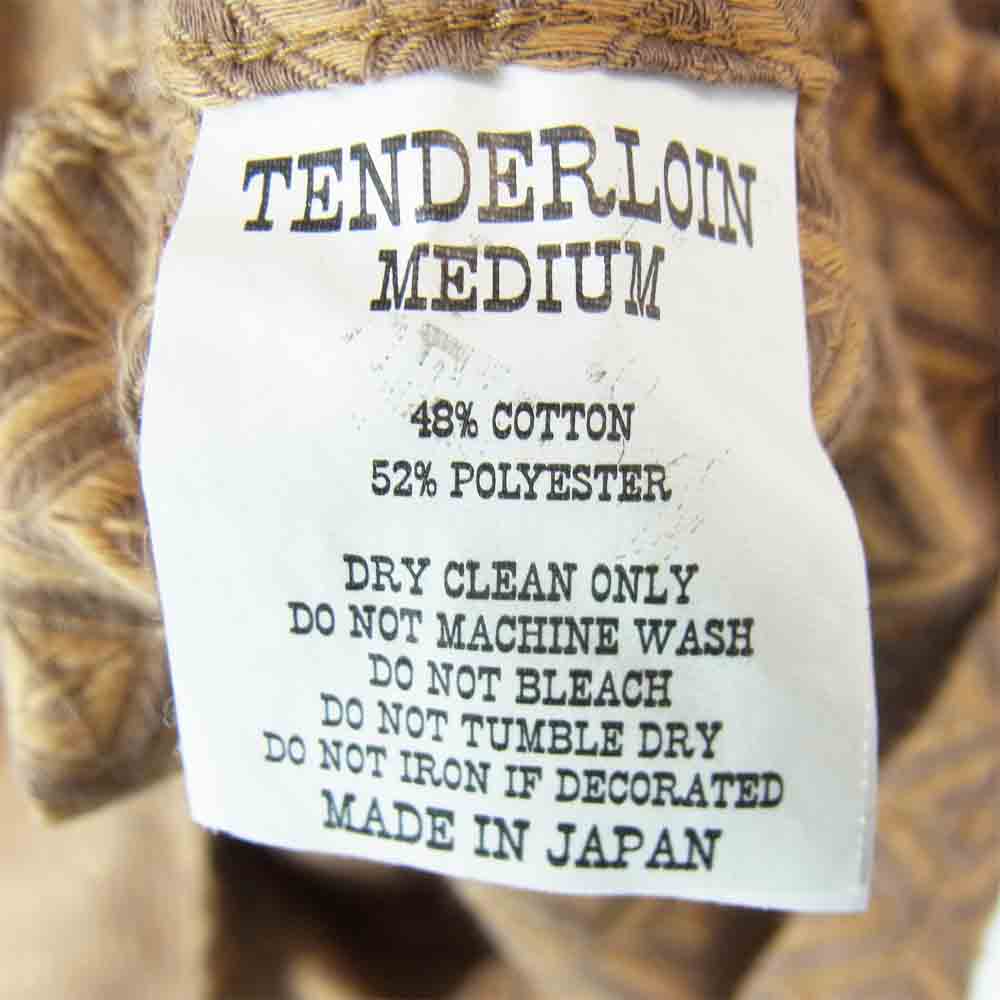 TENDERLOIN
MEDIUM
48% COTTON
52% POLYESTER
DRY CLEAN ONLY
DO NOT MACHINE WASH
DO NOT BLEACH
DO NOT TUMBLE DRY
DO NOT IRON IF DECORATED
MADE IN JAPAN